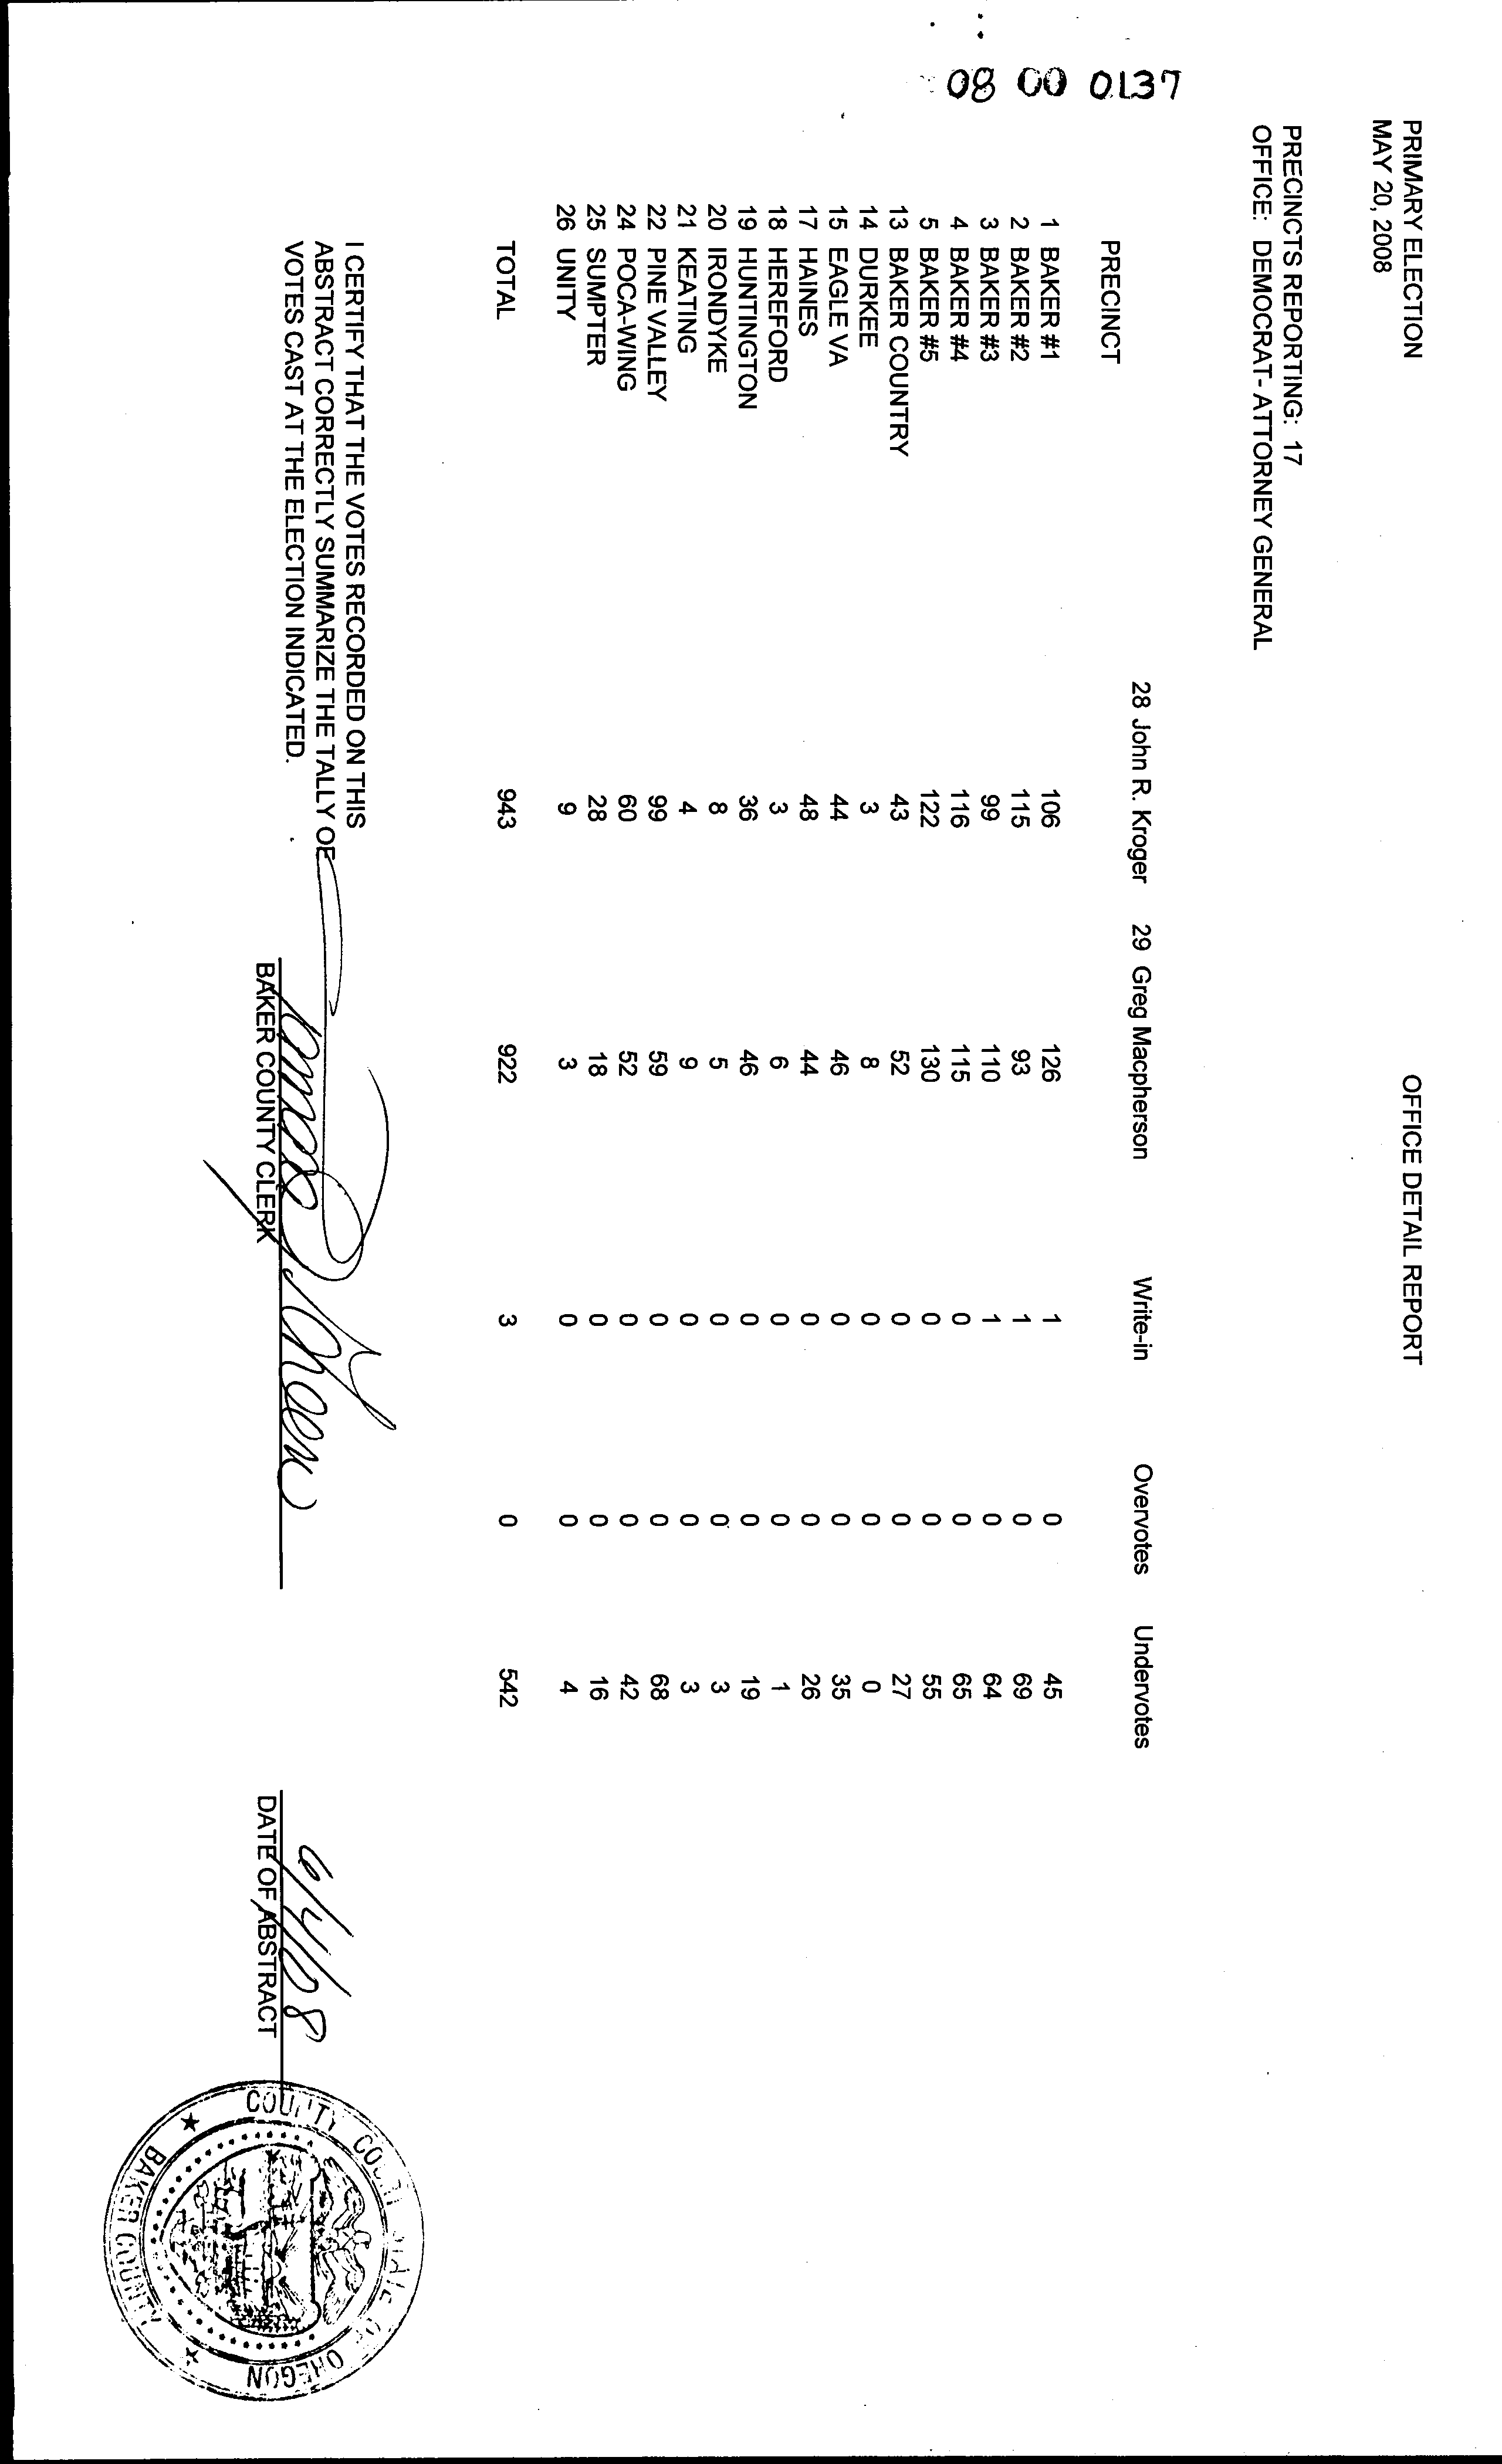 08 00 0137
PRIMARY ELECTION OFFICE DETAIL REPORT
MAY 20, 2008
PRECINCTS REPORTING: 17
OFFICE: DEMOCRAT- ATTORNEY GENERAL
PRECINCT 28 John R. Kroger 29 Greg Macpherson Write-in Overvotes Undervotes
1 BAKER #1 106 126 1 0 45
2 BAKER #2 115 93 1 0 69
3 BAKER #3 99 110 1 0 64
4 BAKER #4 116 115 0 0 65
5 BAKER #5 122 130 0 0 55
13 BAKER COUNTRY 43 52 0 0 27
14 DURKEE 3 8 0 0 0
15 EAGLE VA 44 46 0 0 35
17 HAINES 48 44 0 0 26
18 HEREFORD 3 6 0 0 1
19 HUNTINGTON 36 46 0 0 19
20 IRONDYKE 8 5 0 0 3
21 KEATING 4 9 0 0 3
22 PINE VALLEY 99 59 0 0 68
24 POCA-WING 60 52 0 0 42
25 SUMPTER 28 18 0 0 16
26 UNITY 9 3 0 0 4
TOTAL 943 922 3 0 542
I CERTIFY THAT THE VOTES RECORDED ON THIS
ABSTRACT CORRECTLY SUMMARIZE THE TALLY OF
VOTES CAST AT THE ELECTION INDICATED.
6/4/08
BAKER COUNTY CLERK DATE OF ABSTRACT
COUNTY COURT STATE OF OREGON
BAKER COUNTY